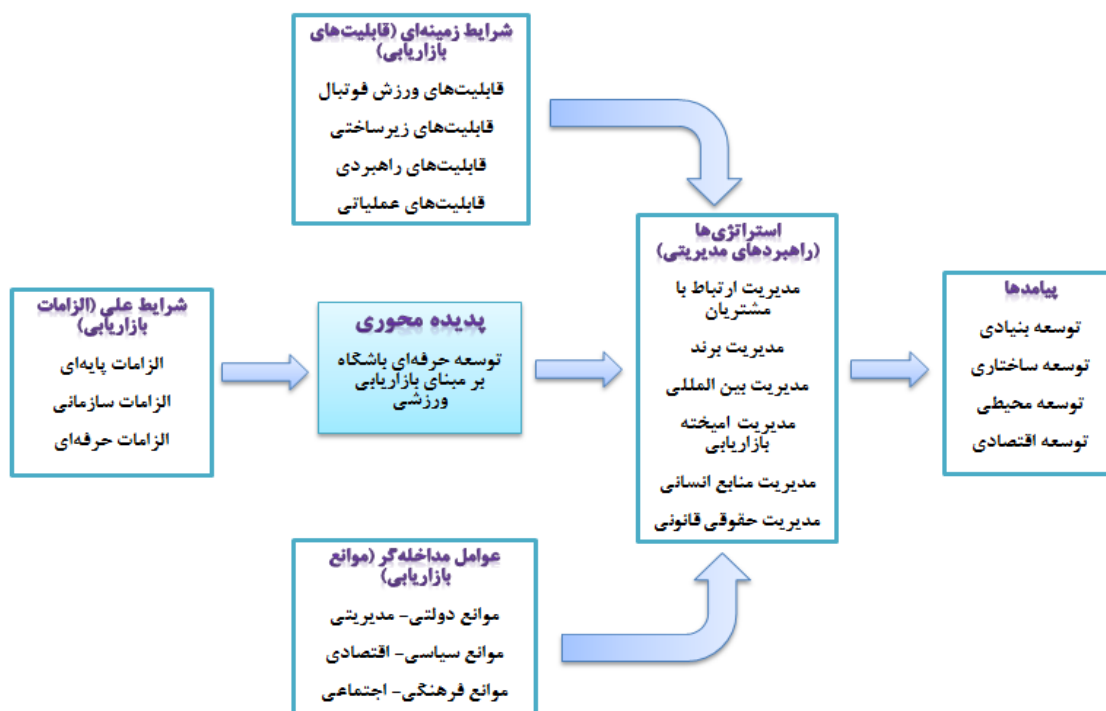 شرایط زمینه‌ای (قابلیت‌های
بازاریابی)
قابلیت‌های ورزش فوتبال
قابلیت‌های زیرساختی
قابلیت‌های راهبردی
قابلیت‌های عملیاتی
شرایط علی (الزامات
بازاریابی)
الزامات پایه‌ای
الزامات سازمانی
الزامات حرفه‌ای
پدیده محوری
توسعه حرفه‌ای باشگاه
بر مبنای بازاریابی
ورزشی
استراتژی‌ها
(راهبردهای مدیریتی)
مدیریت ارتباط با
مشتریان
مدیریت برند
مدیریت بین المللی
مدیریت امیخته
بازاریابی
مدیریت منابع انسانی
مدیریت حقوقی قانونی
پیامدها
توسعه بنیادی
توسعه ساختاری
توسعه محیطی
توسعه اقتصادی
عوامل مداخله‌گر (موانع
بازاریابی)
موانع دولتی- مدیریتی
موانع سیاسی- اقتصادی
موانع فرهنگی- اجتماعی